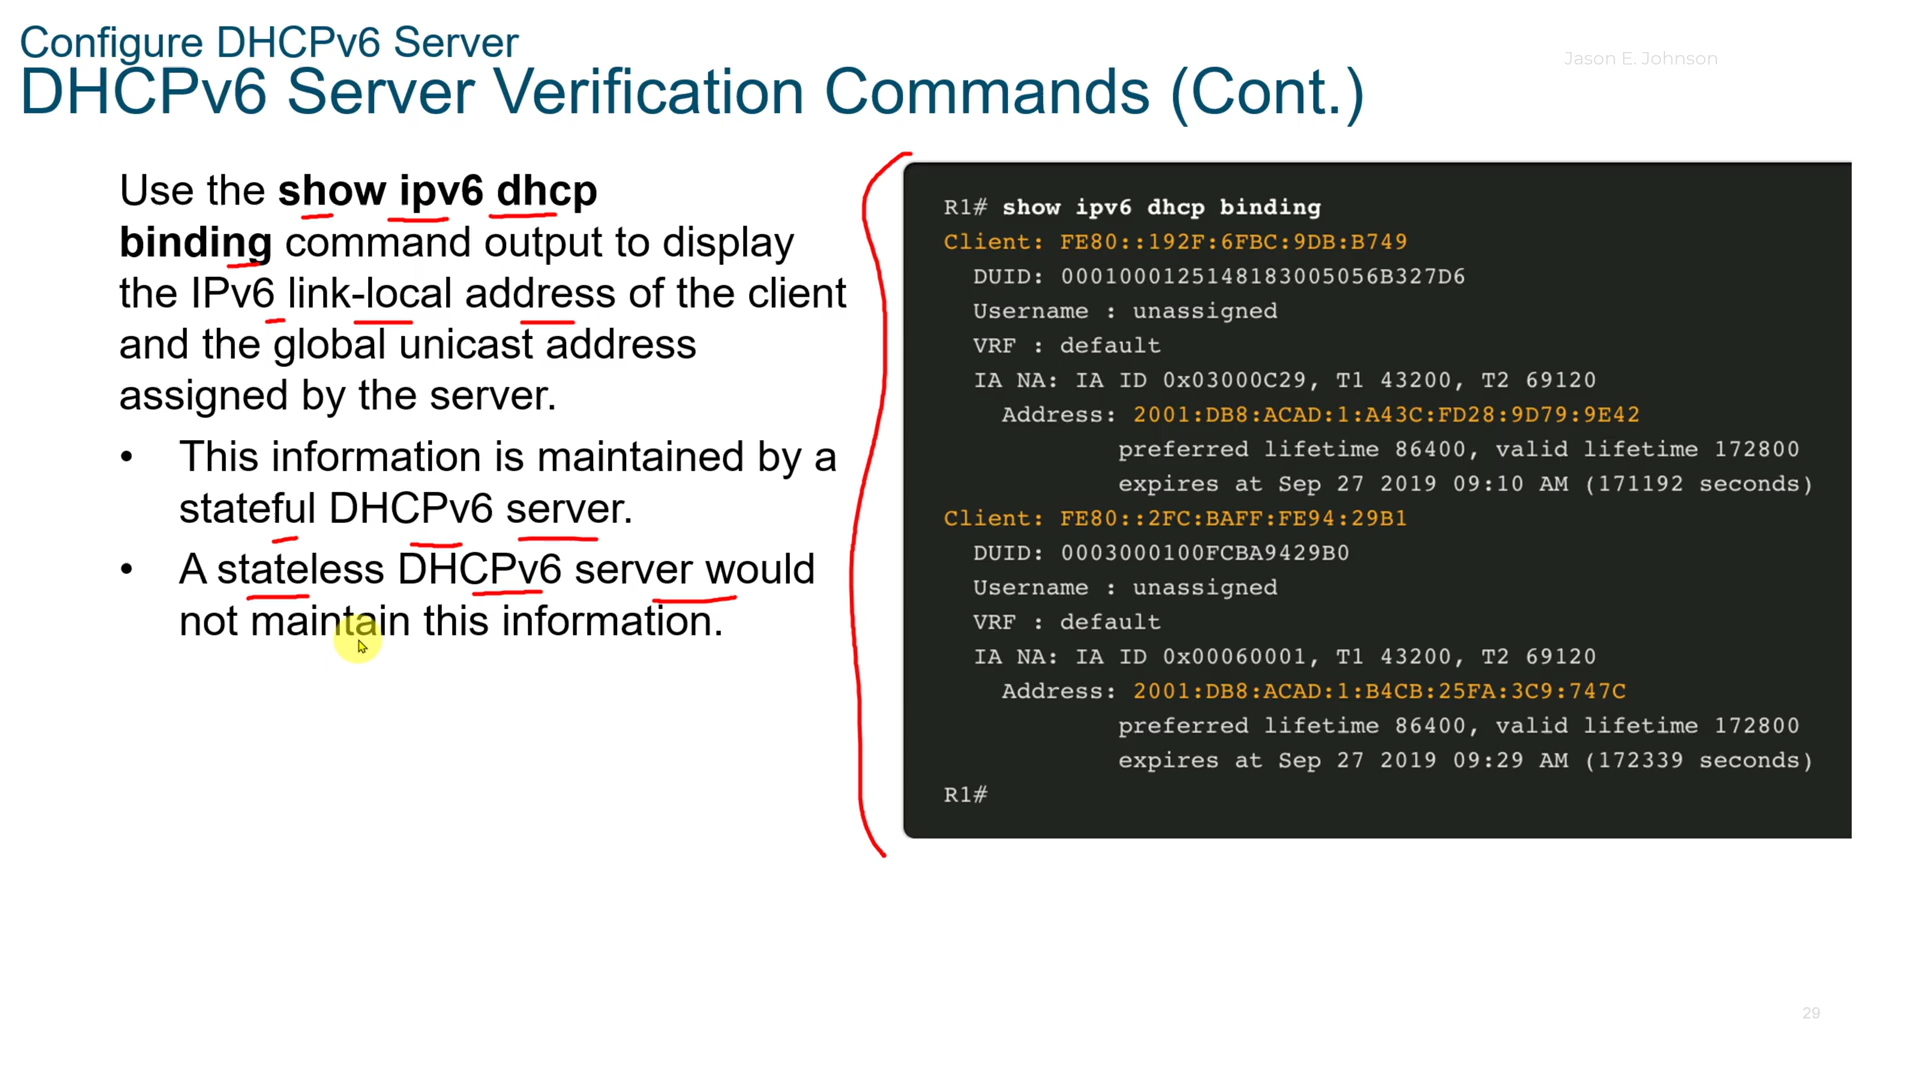 Configure DHCPv6 Server
Jason E. Johnson
DHCPv6 Server Verification Commands (Cont.)
Use the show ipv6 dhcp
binding command output to display
the IPv6 link-local address of the client
and the global unicast address
assigned by the server.
• This information is maintained by a
stateful DHCPv6 server.
• A stateless DHCPv6 server would
not maintain this information.
R1# show ipv6 dhcp binding
Client: FE80::192F:6FBC:9DB:B749
DUID: 0001000125148183005056B327D6
Username : unassigned
VRF : default
IA NA: IA ID 0x03000C29, T1 43200, T2 69120
Address: 2001:DB8:ACAD:1:A43C:FD28:9D79:9E42
preferred lifetime 86400, valid lifetime 172800
expires at Sep 27 2019 09:10 AM (171192 seconds)
Client: FE80::2FC:BAFF:FE94:29B1
DUID: 0003000100FCBA9429B0
Username : unassigned
VRF : default
IA NA: IA ID 0x00060001, T1 43200, T2 69120
Address: 2001:DB8:ACAD:1:B4CB:25FA:3C9:747C
preferred lifetime 86400, valid lifetime 172800
expires at Sep 27 2019 09:29 AM (172339 seconds)
R1#
29